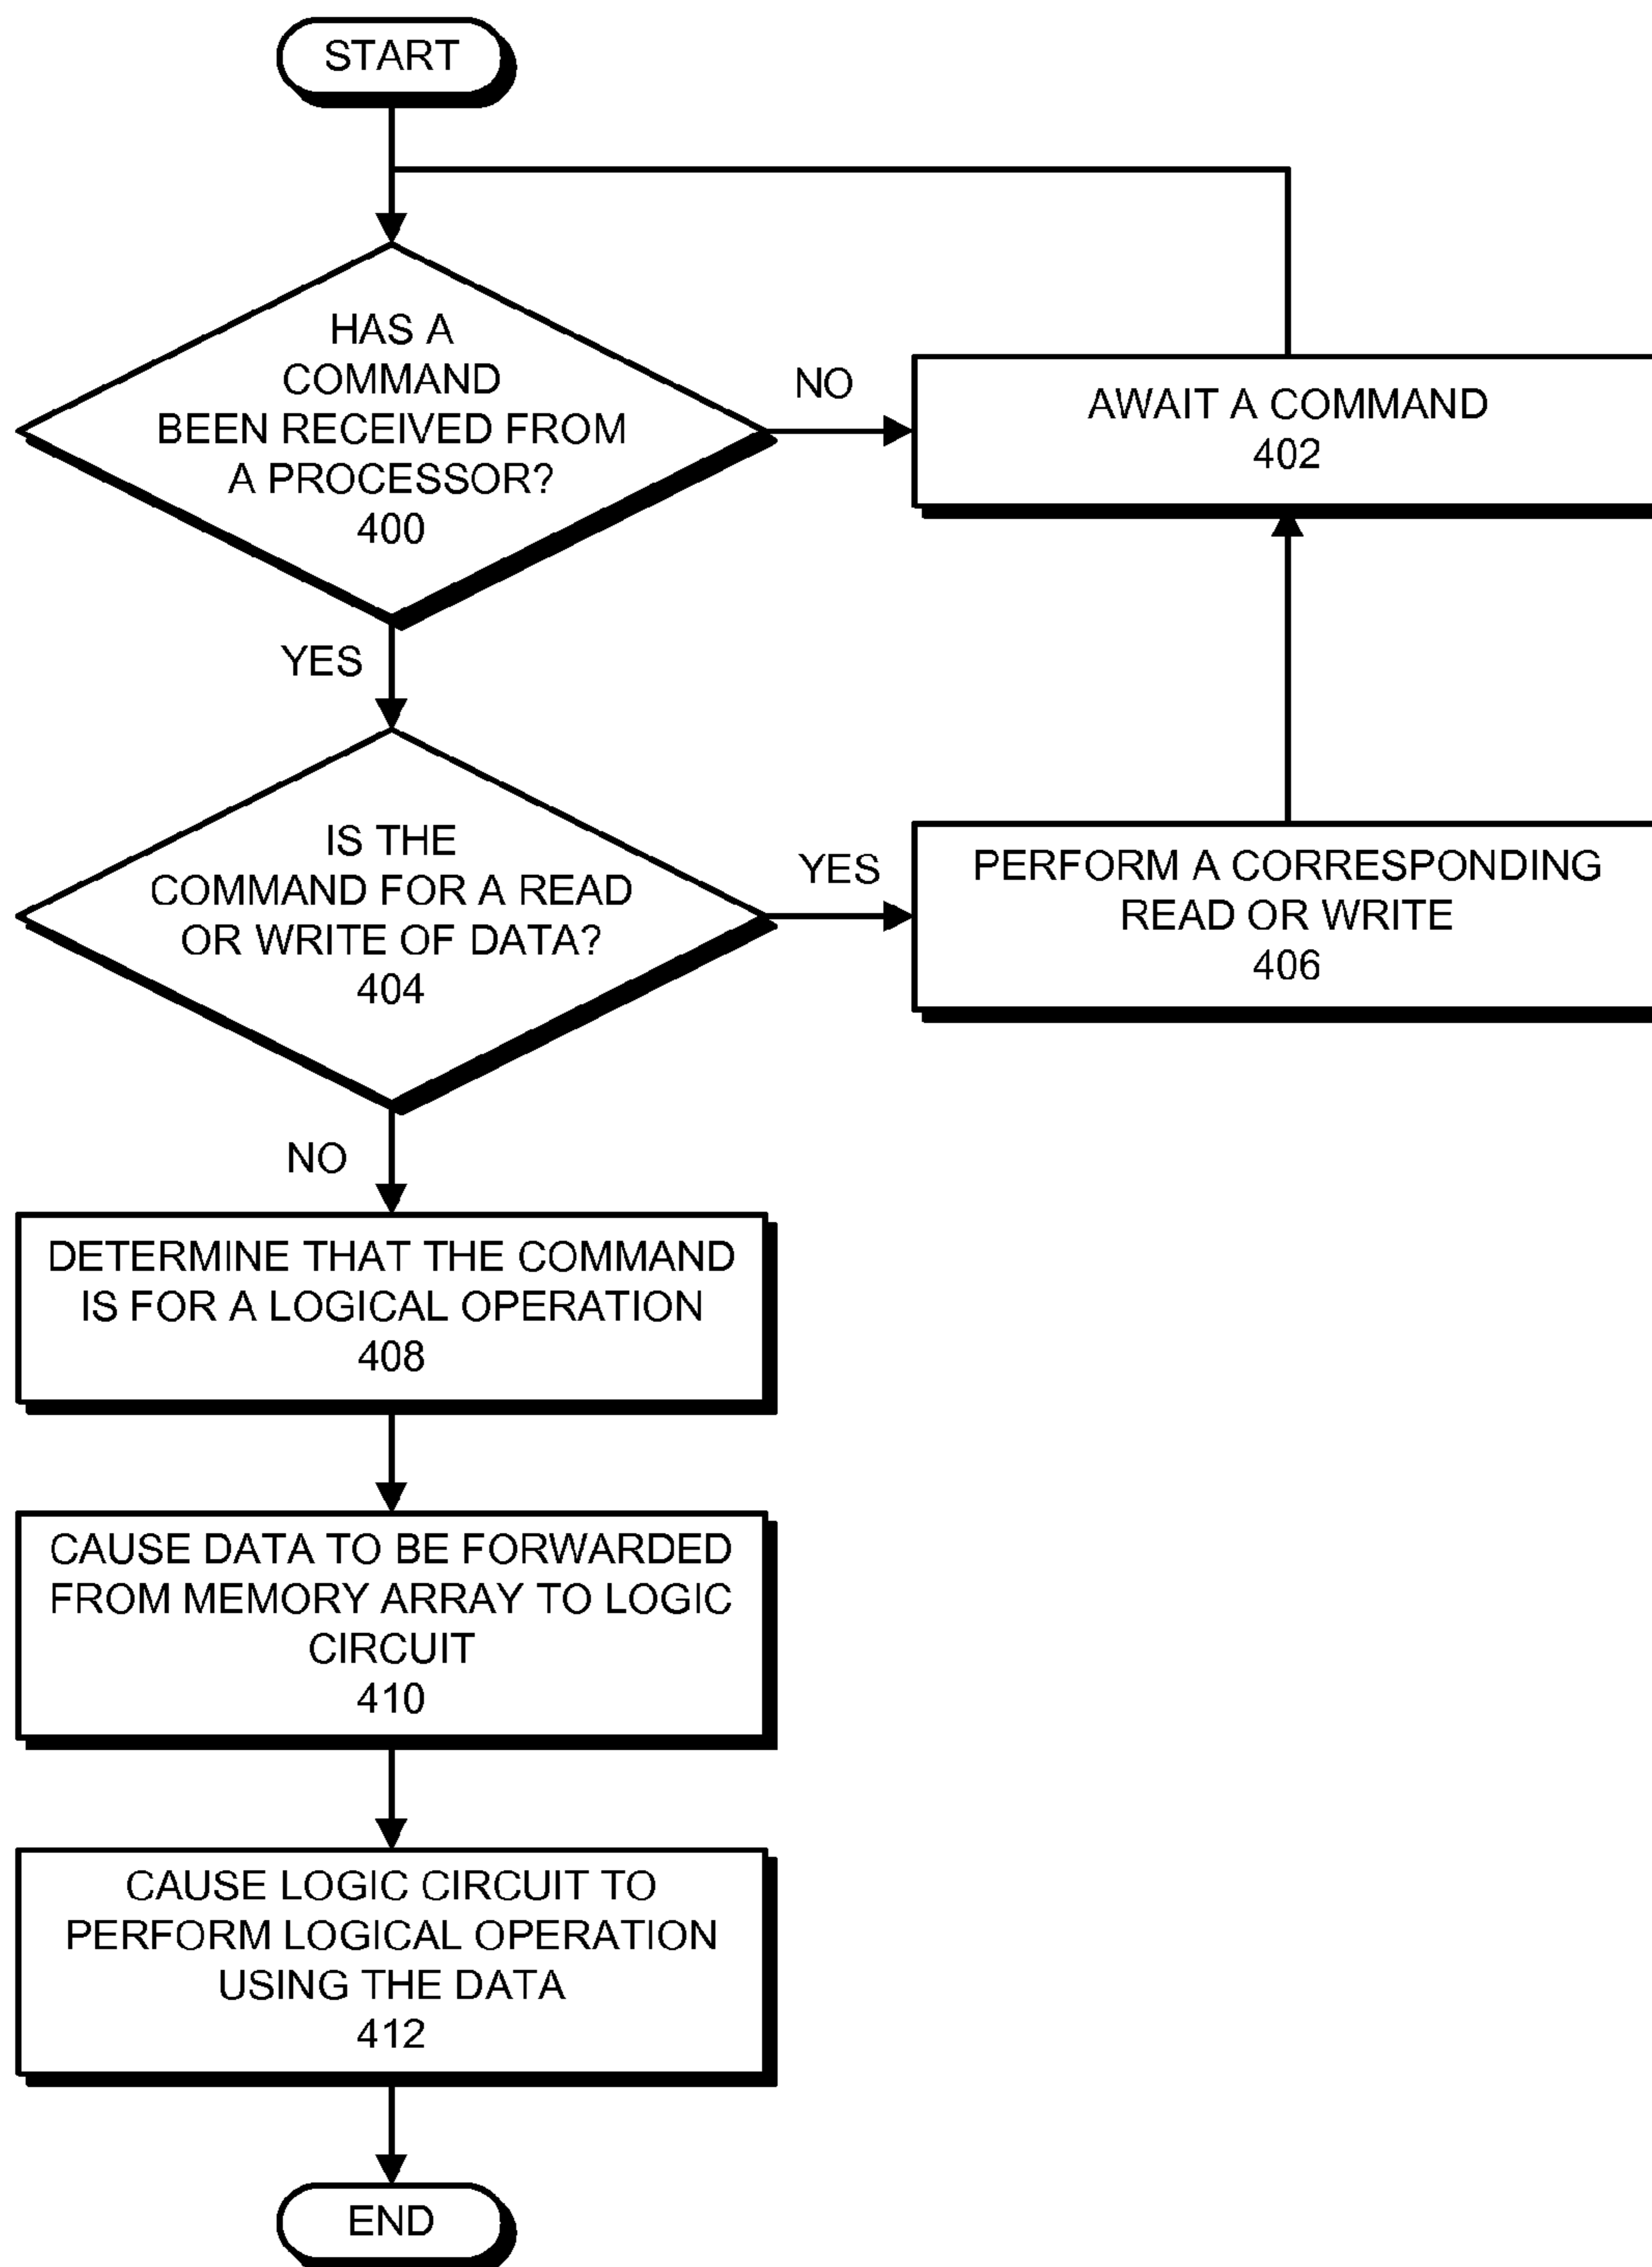 START
HAS A
COMMAND
BEEN RECEIVED FROM
A PROCESSOR?
400
NO
AWAIT A COMMAND
402
YES
IS THE
COMMAND FOR A READ
OR WRITE OF DATA?
404
YES
PERFORM A CORRESPONDING
READ OR WRITE
406
NO
DETERMINE THAT THE COMMAND
IS FOR A LOGICAL OPERATION
408
CAUSE DATA TO BE FORWARDED
FROM MEMORY ARRAY TO LOGIC
CIRCUIT
410
CAUSE LOGIC CIRCUIT TO
PERFORM LOGICAL OPERATION
USING THE DATA
412
END